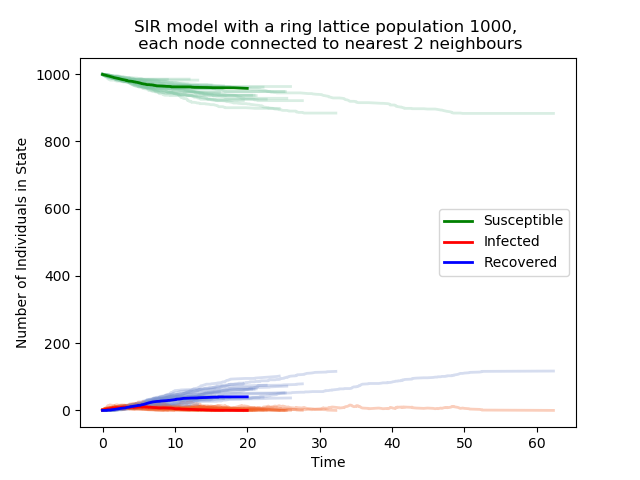 SIR model with a ring lattice population 1000,
each node connected to nearest 2 neighbours
1000
800
600
400
200
0
Number of Individuals in State
Susceptible
Infected
Recovered
0 10 20 30 40 50 60
Time